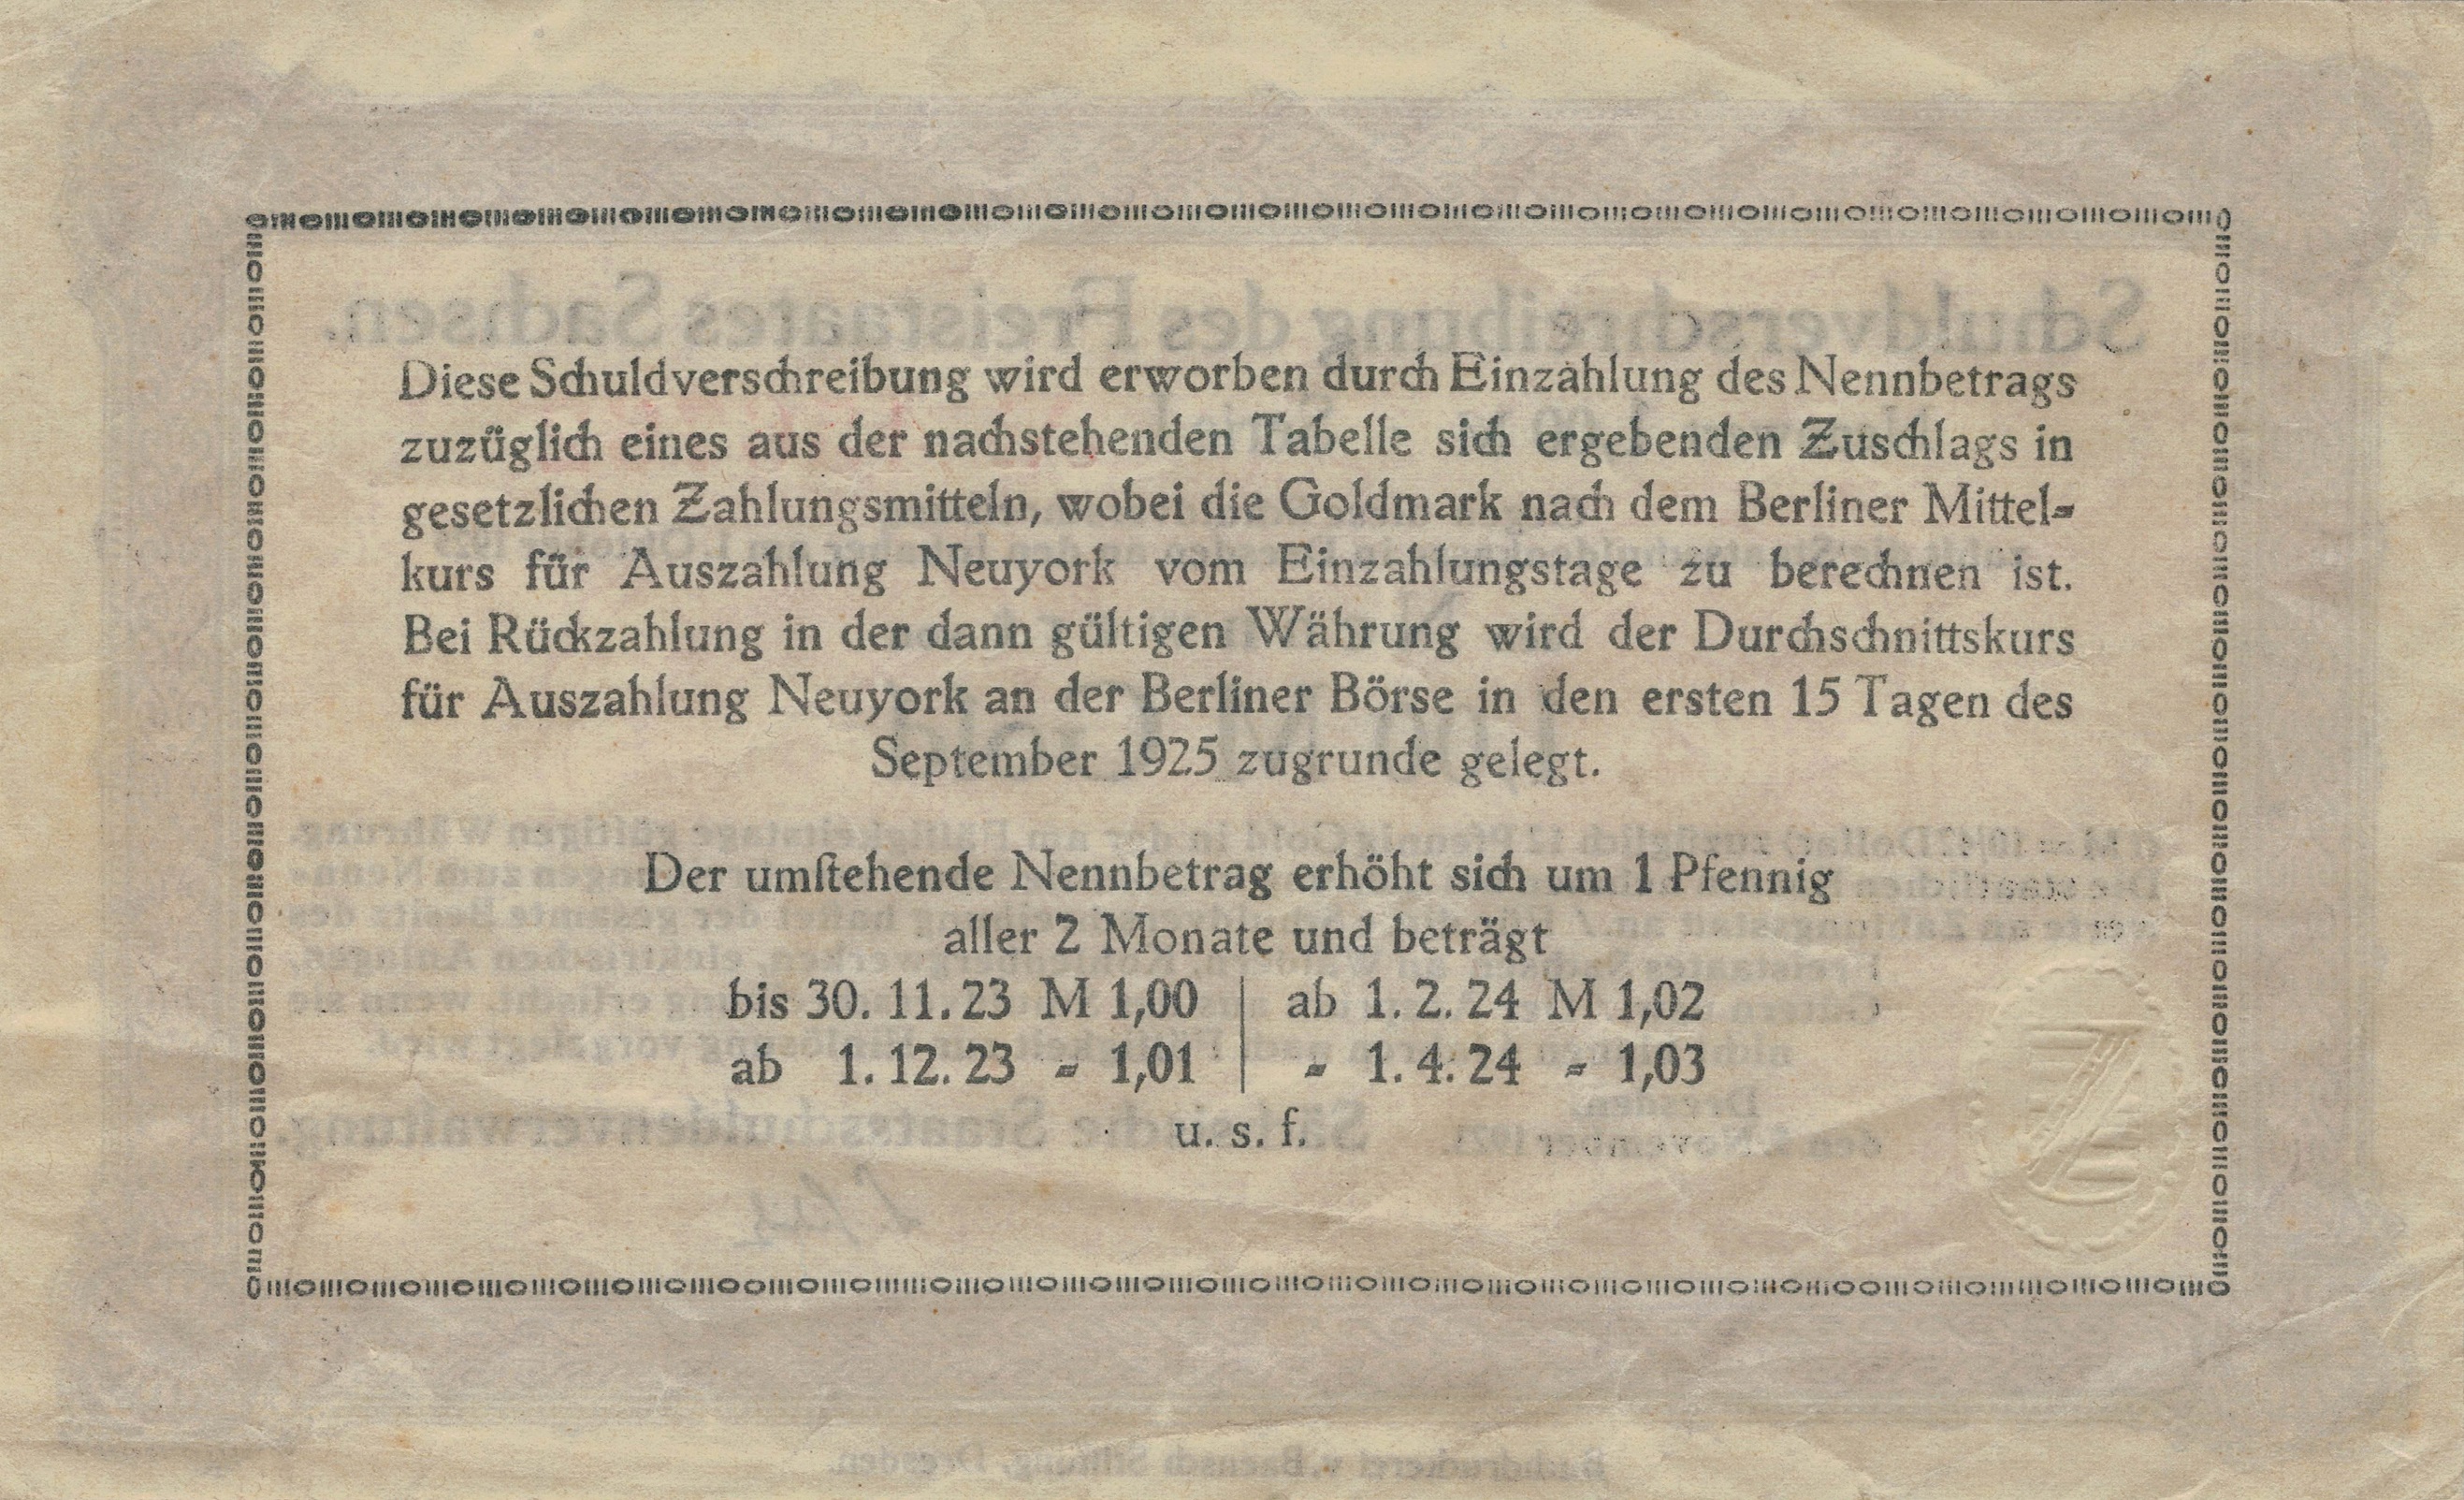 Diese Schuldverschreibung wird erworben durch Einzahlung des Nennbetrags
zuzüglich eines aus der nachstehenden Tabelle sich ergebenden Zuschlags in
gesetzlichen Zahlungsmitteln, wobei die Goldmark nach dem Berliner Mittel-
kurs für Auszahlung Neuyork vom Einzahlungstage zu berechnen ist.
Bei Rückzahlung in der dann gültigen Währung wird der Durchschnittskurs
für Auszahlung Neuyork an der Berliner Börse in den ersten 15 Tagen des
September 1925 zugrunde gelegt.
Der umſtehende Nennbetrag erhöht sich um 1 Pfennig
aller 2 Monate und beträgt
bis 30. 11. 23 M 1,00 | ab 1. 2. 24 M 1,02
ab 1. 12. 23 - 1,01 | - 1. 4. 24 - 1,03
u. s. f.